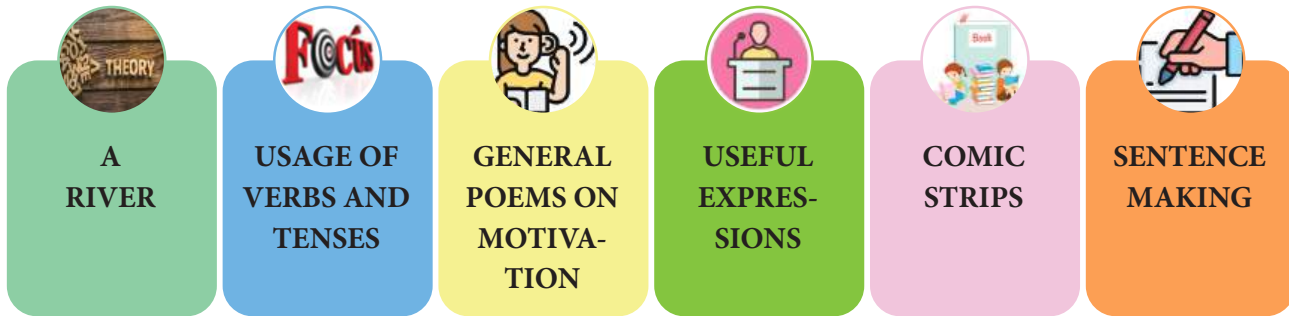 THEORY
A
RIVER
Focus
USAGE OF
VERBS AND
TENSES
GENERAL
POEMS ON
MOTIVA-
TION
USEFUL
EXPRES-
SIONS
Book
COMIC
STRIPS
SENTENCE
MAKING